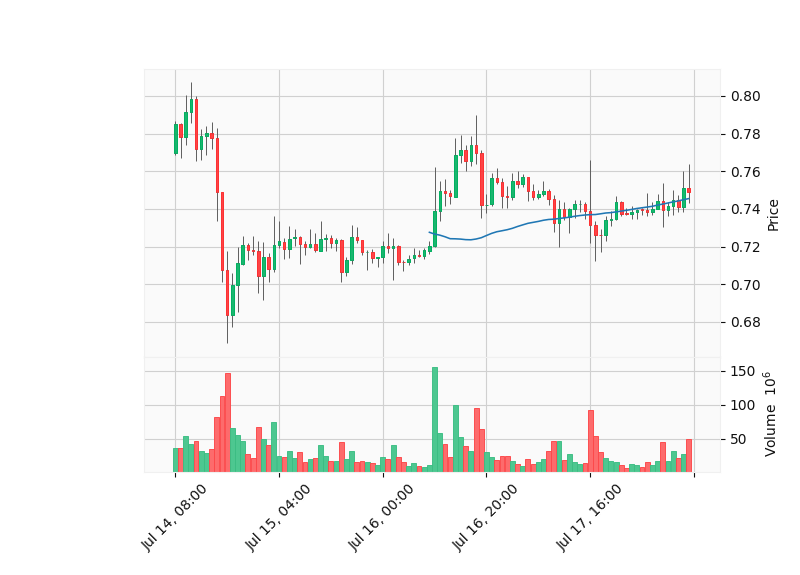 0.80
0.78
0.76
0.74
0.72
0.70
0.68
Price
150
100
50
Volume 10⁶
Jul 14, 08:00
Jul 15, 04:00
Jul 16, 00:00
Jul 16, 20:00
Jul 17, 16:00